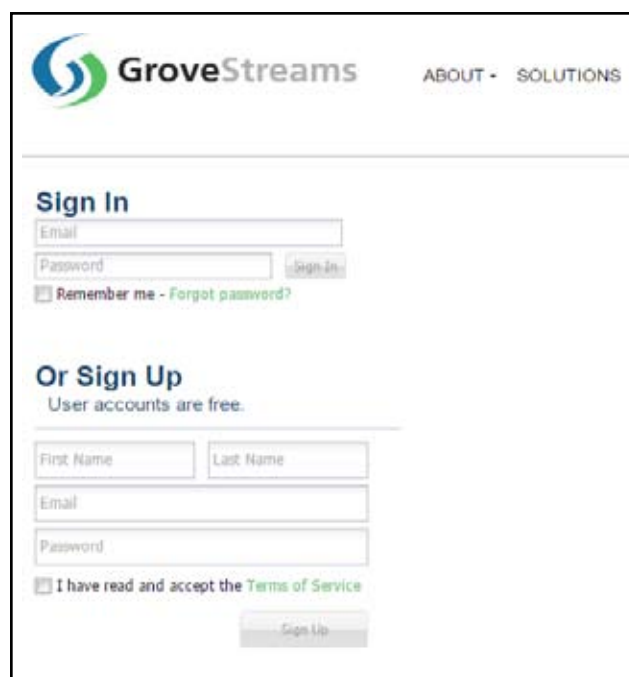 GroveStreams ABOUT - SOLUTIONS
Sign In
Email
Password Sign In
Remember me - Forgot password?
Or Sign Up
User accounts are free.
First Name Last Name
Email
Password
I have read and accept the Terms of Service
Sign Up